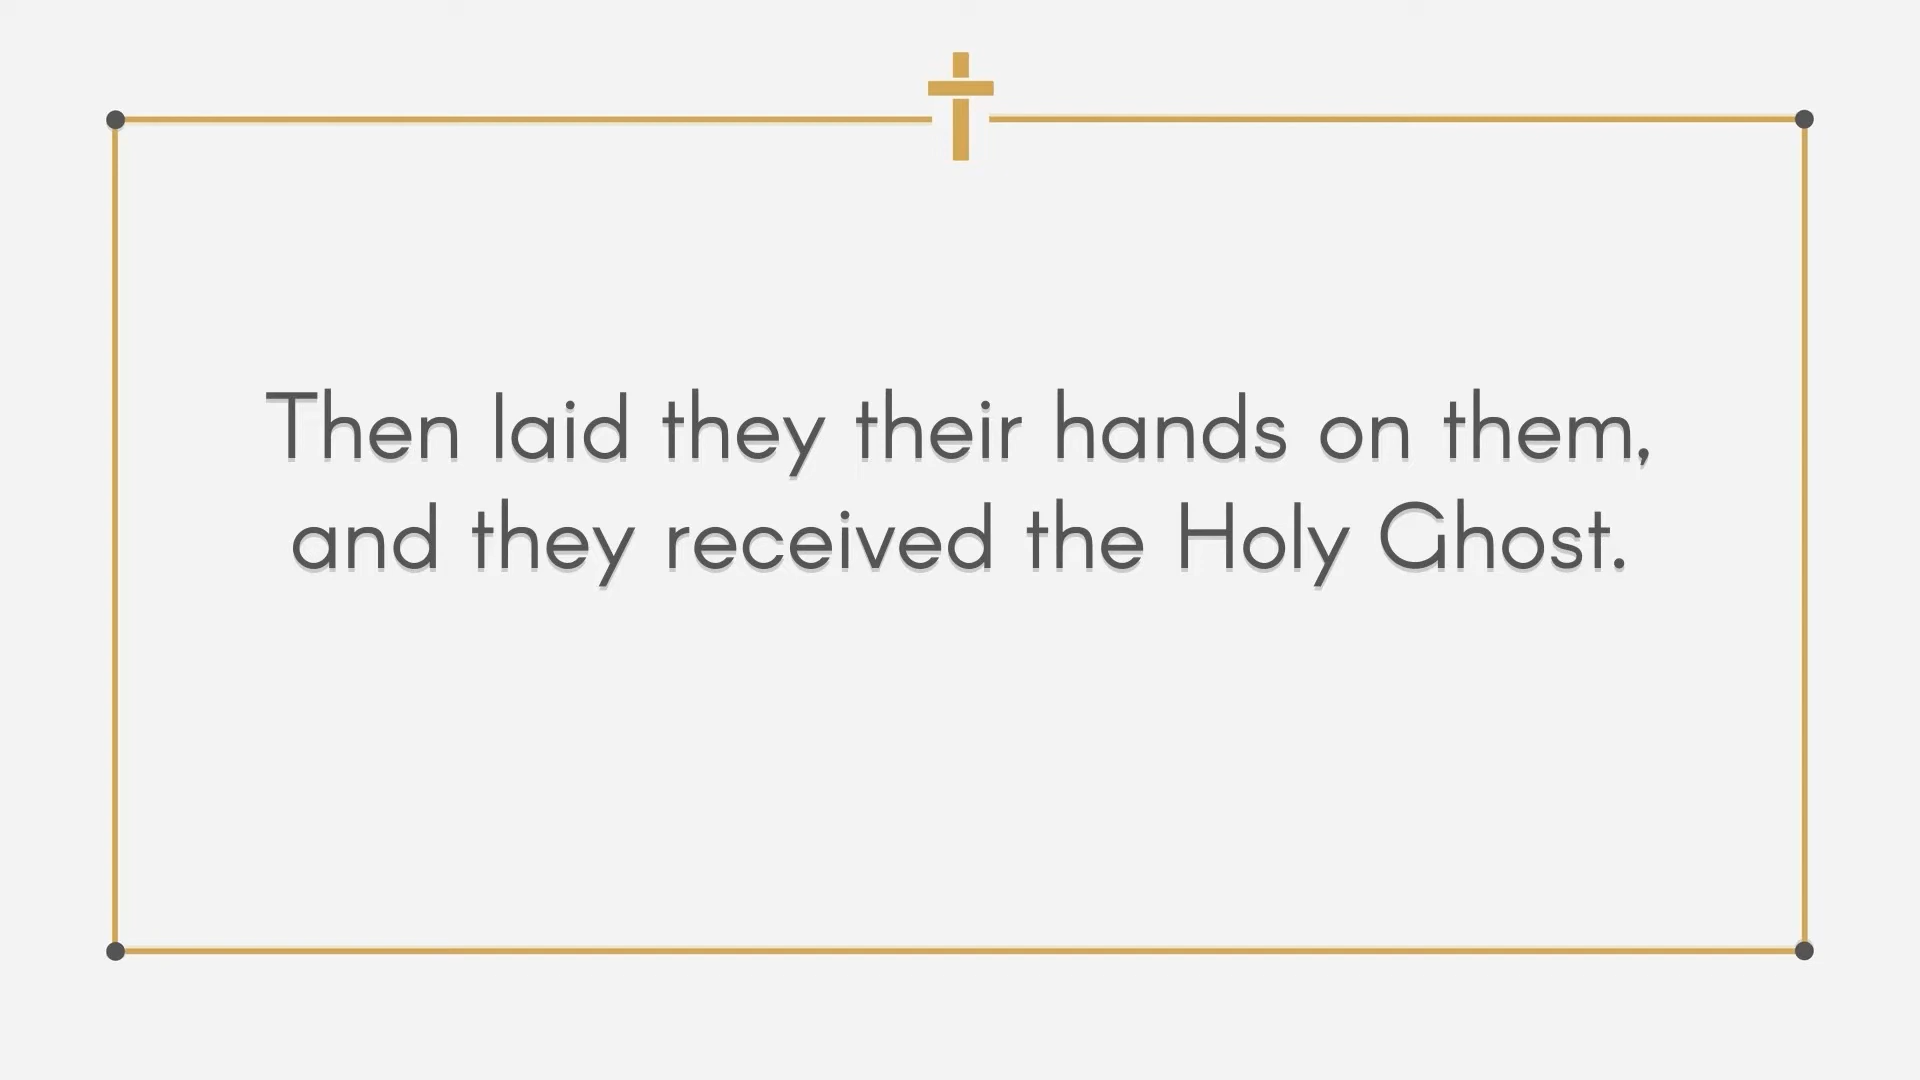 Then laid they their hands on them,
and they received the Holy Ghost.